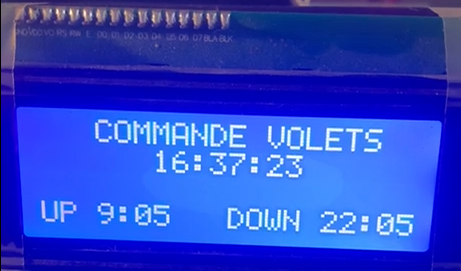 COMMANDE VOLETS
16:37:23
UP 9:05 DOWN 22:05